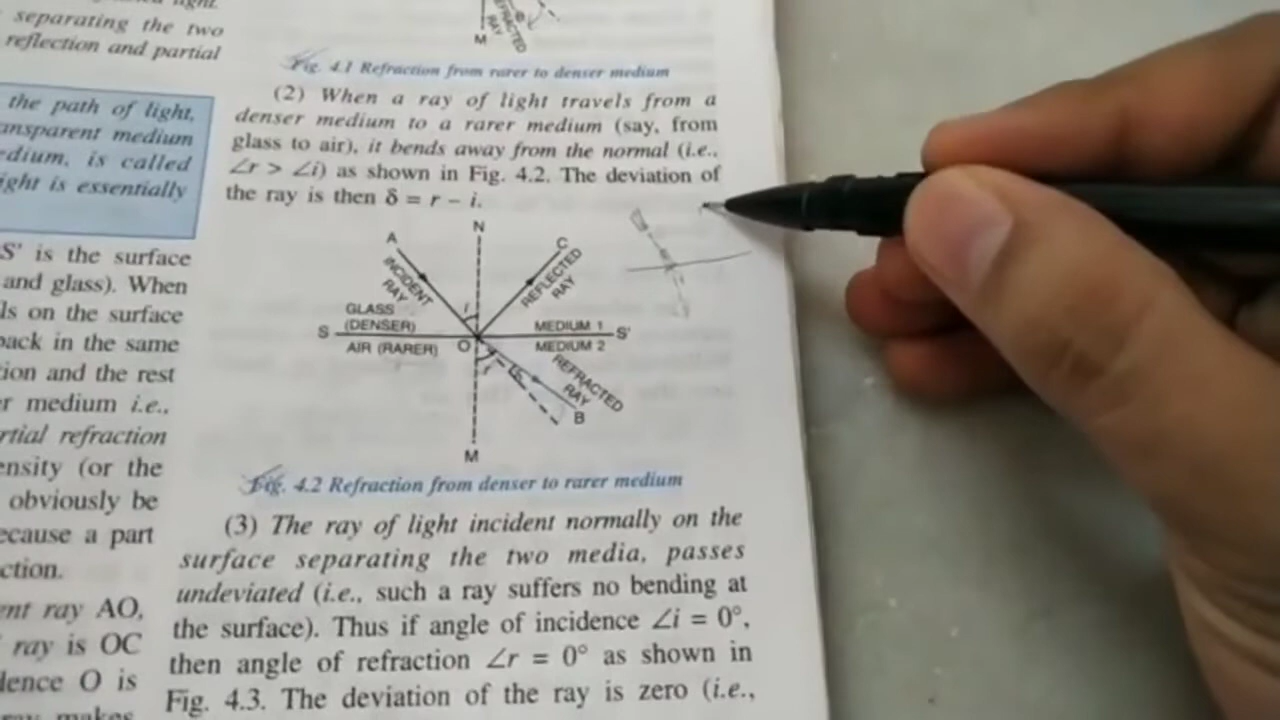 separating the two
reflection and partial
the path of light,
ansparent medium
edium, is called
ight is essentially
S' is the surface
and glass). When
ls on the surface
back in the same
tion and the rest
r medium i.e.,
rtial refraction
ensity (or the
obviously be
ecause a part
ction.
ent ray AO,
ray is OC
dence O is
makes
REFRACTED
RAY
M
Fig. 4.1 Refraction from rarer to denser medium
(2) When a ray of light travels from a
denser medium to a rarer medium (say, from
glass to air), it bends away from the normal (i.e.,
∠r > ∠i) as shown in Fig. 4.2. The deviation of
the ray is then δ = r – i.
A
N
C
INCIDENT
RAY
REFLECTED
RAY
i
GLASS
(DENSER)
MEDIUM 1
S
S'
AIR (RARER)
O
MEDIUM 2
r
δ
REFRACTED
RAY
B
M
Fig. 4.2 Refraction from denser to rarer medium
(3) The ray of light incident normally on the
surface separating the two media, passes
undeviated (i.e., such a ray suffers no bending at
the surface). Thus if angle of incidence ∠i = 0°,
then angle of refraction ∠r = 0° as shown in
Fig. 4.3. The deviation of the ray is zero (i.e.,